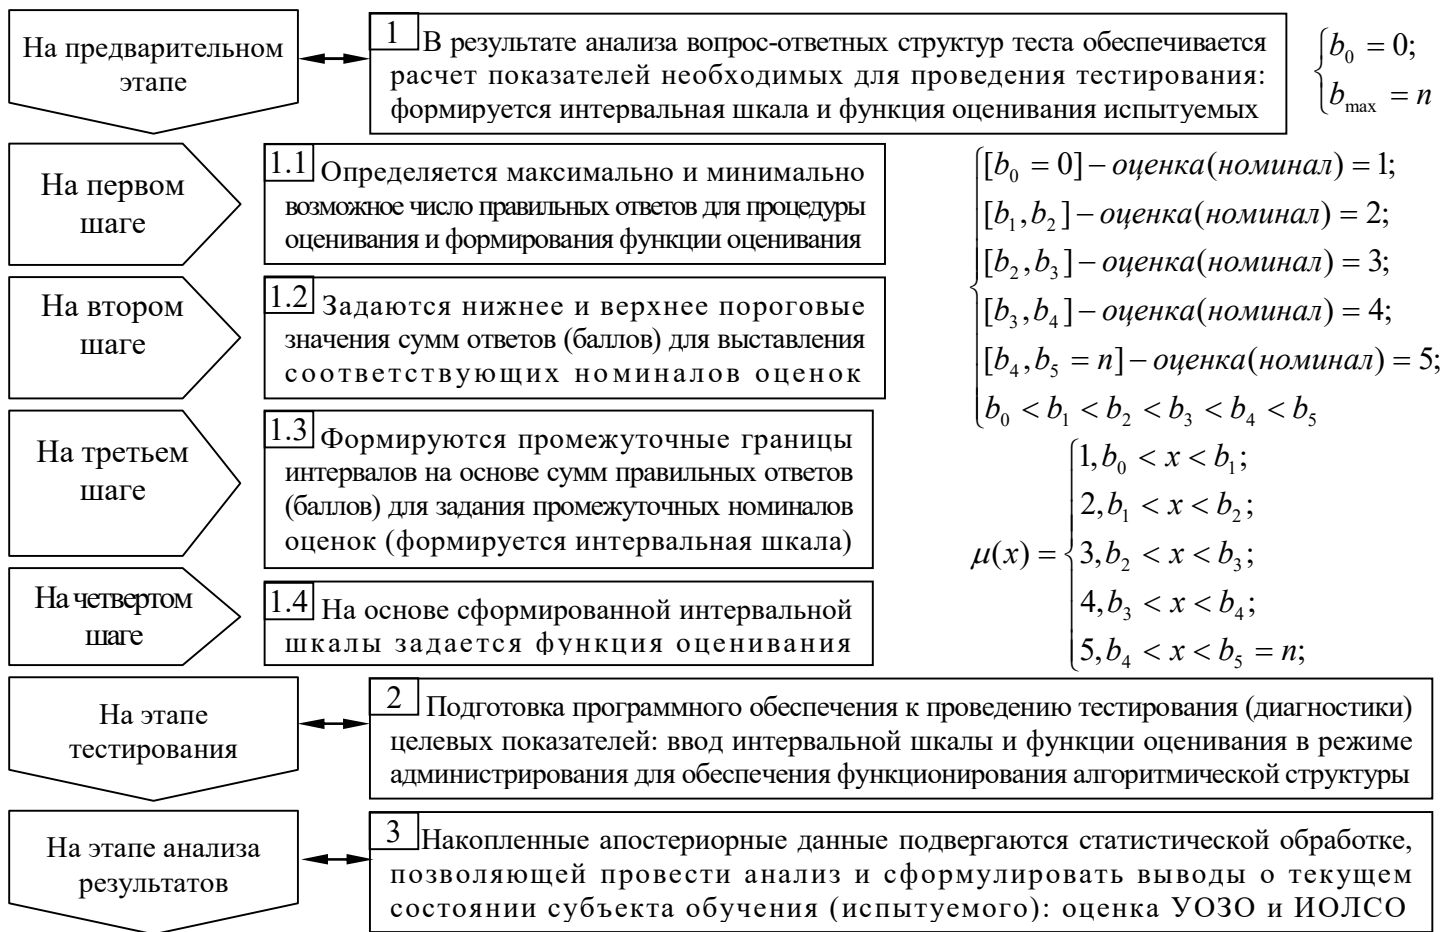 На предварительном
этапе
1 В результате анализа вопрос-ответных структур теста обеспечивается
расчет показателей необходимых для проведения тестирования:
формируется интервальная шкала и функция оценивания испытуемых
{b₀ = 0;
b_max = n
На первом
шаге
1.1 Определяется максимально и минимально
возможное число правильных ответов для процедуры
оценивания и формирования функции оценивания
На втором
шаге
1.2 Задаются нижнее и верхнее пороговые
значения сумм ответов (баллов) для выставления
соответствующих номиналов оценок
На третьем
шаге
1.3 Формируются промежуточные границы
интервалов на основе сумм правильных ответов
(баллов) для задания промежуточных номиналов
оценок (формируется интервальная шкала)
На четвертом
шаге
1.4 На основе сформированной интервальной
шкалы задается функция оценивания
{[b₀ = 0] – оценка(номинал) = 1;
[b₁, b₂] – оценка(номинал) = 2;
[b₂, b₃] – оценка(номинал) = 3;
[b₃, b₄] – оценка(номинал) = 4;
[b₄, b₅ = n] – оценка(номинал) = 5;
b₀ < b₁ < b₂ < b₃ < b₄ < b₅
μ(x) = {1, b₀ < x < b₁;
2, b₁ < x < b₂;
3, b₂ < x < b₃;
4, b₃ < x < b₄;
5, b₄ < x < b₅ = n;
На этапе
тестирования
2 Подготовка программного обеспечения к проведению тестирования (диагностики)
целевых показателей: ввод интервальной шкалы и функции оценивания в режиме
администрирования для обеспечения функционирования алгоритмической структуры
На этапе анализа
результатов
3 Накопленные апостериорные данные подвергаются статистической обработке,
позволяющей провести анализ и сформулировать выводы о текущем
состоянии субъекта обучения (испытуемого): оценка УОЗО и ИОЛСО